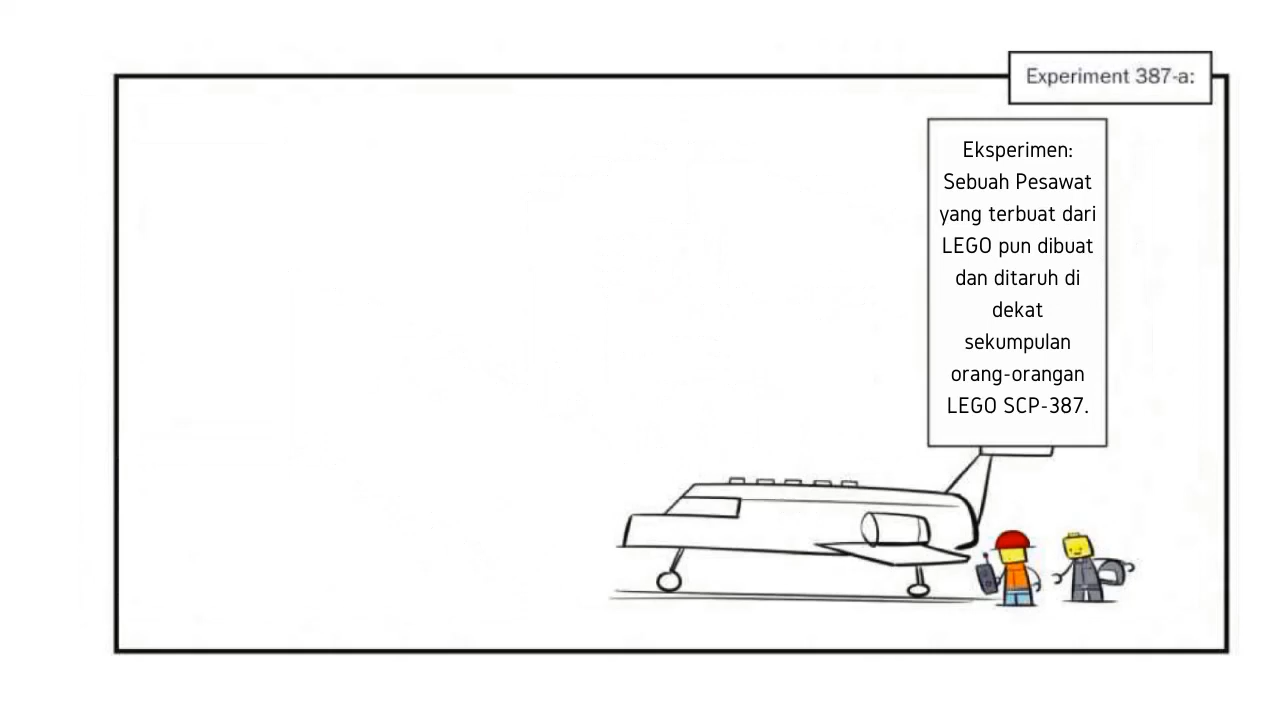 Experiment 387-a:
Eksperimen:
Sebuah Pesawat
yang terbuat dari
LEGO pun dibuat
dan ditaruh di
dekat
sekumpulan
orang-orangan
LEGO SCP-387.